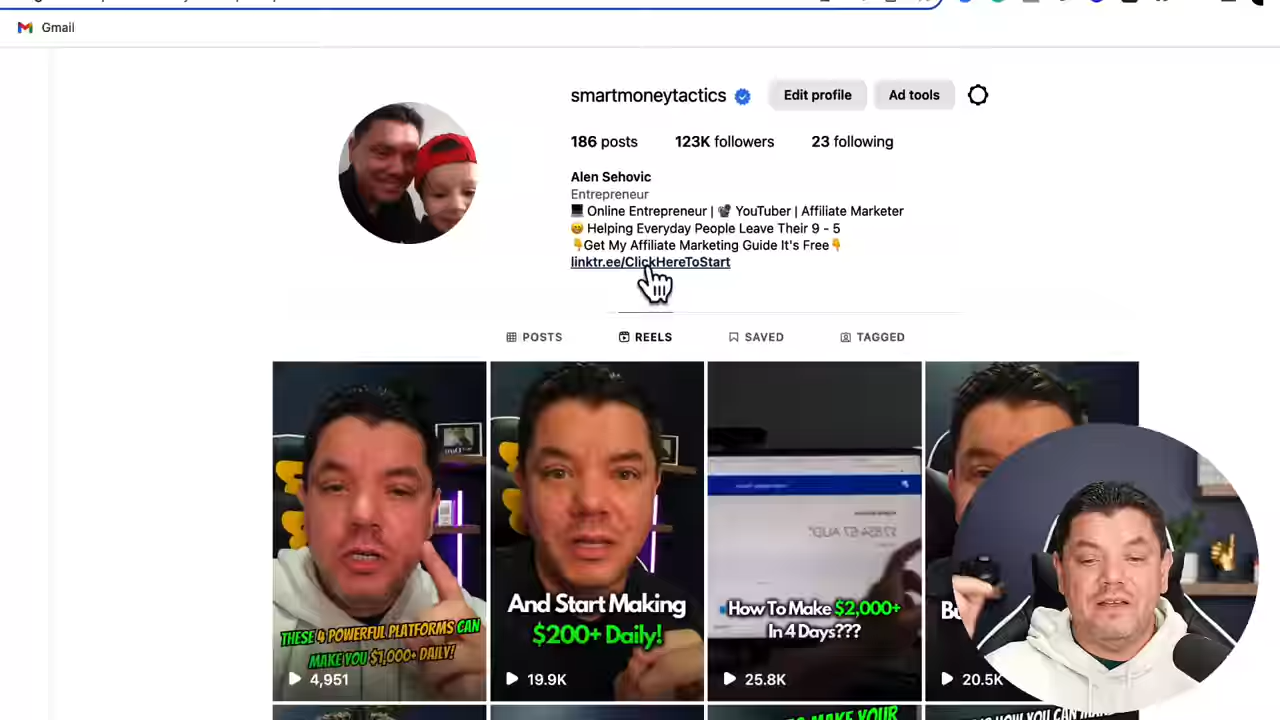 Gmail
smartmoneytactics
Edit profile
Ad tools
186 posts
123K followers
23 following
Alen Sehovic
Entrepreneur
💻 Online Entrepreneur | 📽 YouTuber | Affiliate Marketer
😀 Helping Everyday People Leave Their 9 - 5
👇Get My Affiliate Marketing Guide It's Free👇
linktr.ee/ClickHereToStart
POSTS
REELS
SAVED
TAGGED
THESE 4 POWERFUL PLATFORMS CAN
MAKE YOU $1,000+ DAILY!
4,951
And Start Making
$200+ Daily!
19.9K
How To Make $2,000+
In 4 Days???
25.8K
20.5K